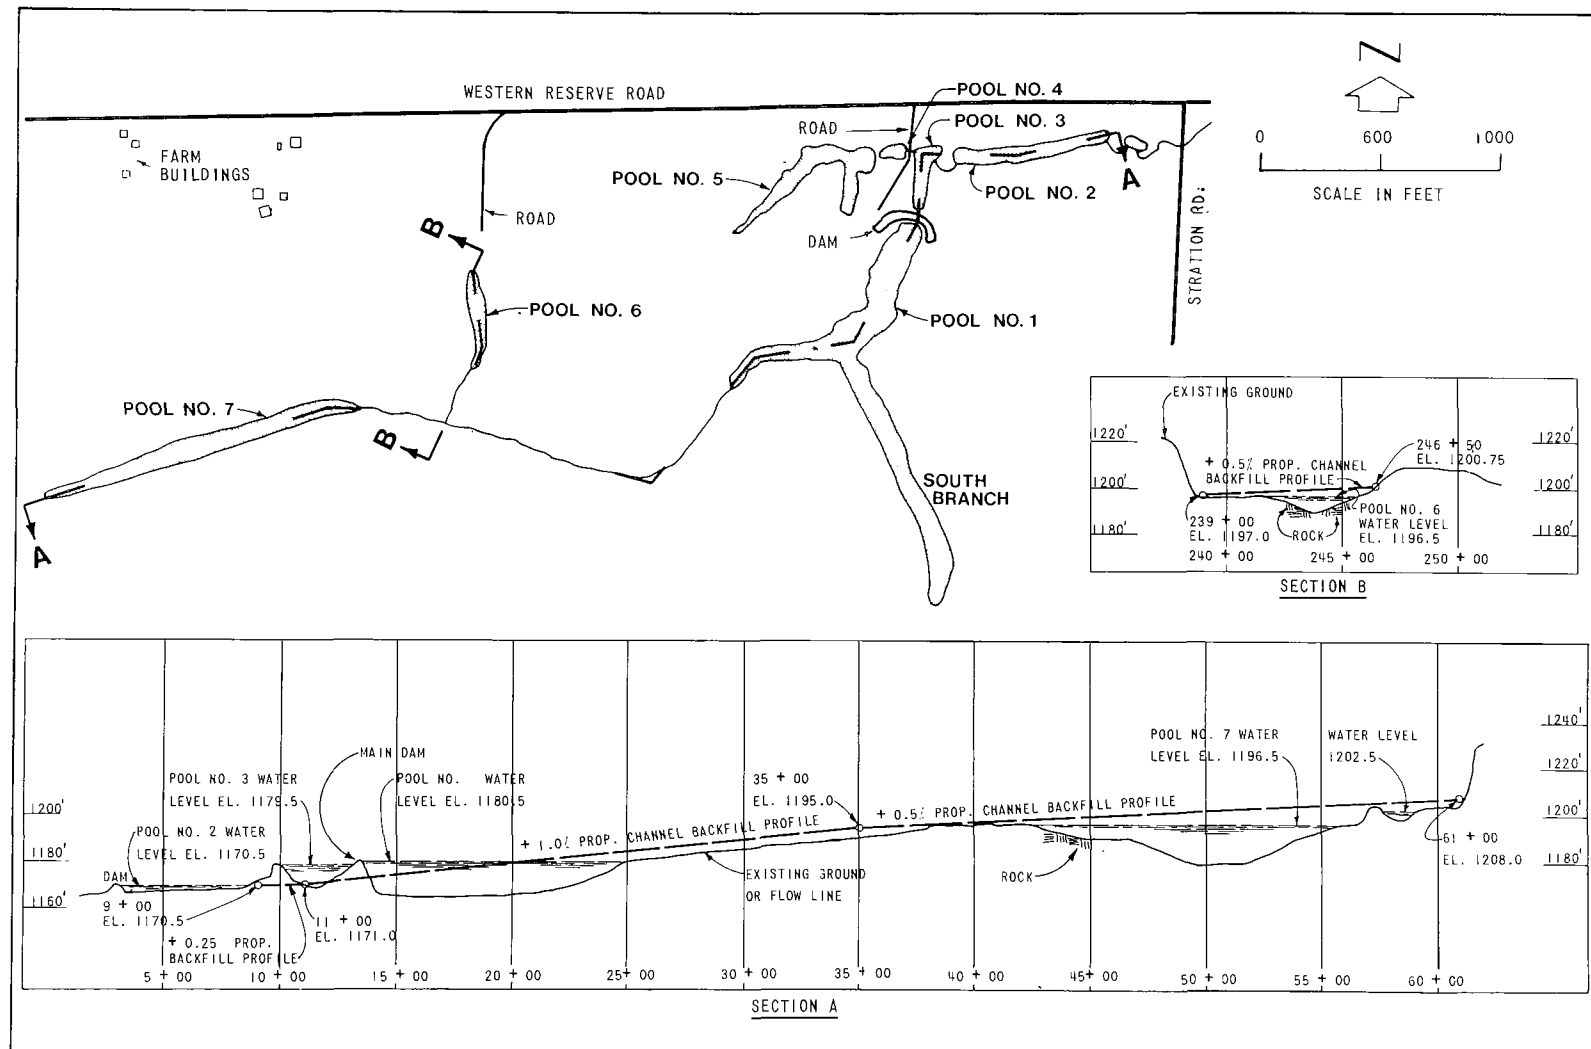 WESTERN RESERVE ROAD
POOL NO. 4
ROAD
POOL NO. 3
Z
FARM
BUILDINGS
POOL NO. 5
A
POOL NO. 2
0 600 1000
SCALE IN FEET
ROAD
B
DAM
STRATTON RD.
POOL NO. 6
POOL NO. 1
POOL NO. 7
B
SOUTH
BRANCH
A
EXISTING GROUND
1220'
1220'
246 + 50
EL. 1200.75
+ 0.5% PROP. CHANNEL
BACKFILL PROFILE
1200'
1200'
239 + 00
EL. 1197.0
ROCK
POOL NO. 6
WATER LEVEL
EL. 1196.5
1180'
1180'
240 + 00 245 + 00 250 + 00
SECTION B
MAIN DAM
POOL NO. 3 WATER
LEVEL EL. 1179.5
POOL NO. WATER
LEVEL EL. 1180.5
35 + 00
EL. 1195.0
POOL NO. 7 WATER
LEVEL EL. 1196.5
WATER LEVEL
1202.5
1240'
1220'
1200'
1200'
+ 0.5% PROP. CHANNEL BACKFILL PROFILE
POOL NO. 2 WATER
LEVEL EL. 1170.5
+ 1.0% PROP. CHANNEL BACKFILL PROFILE
61 + 00
EL. 1208.0
1180'
1180'
DAM
EXISTING GROUND
OR FLOW LINE
ROCK
1160'
9 + 00
EL. 1170.5
11 + 00
EL. 1171.0
+ 0.25 PROP.
BACKFILL PROFILE
5 + 00 10 + 00 15 + 00 20 + 00 25 + 00 30 + 00 35 + 00 40 + 00 45 + 00 50 + 00 55 + 00 60 + 00
SECTION A